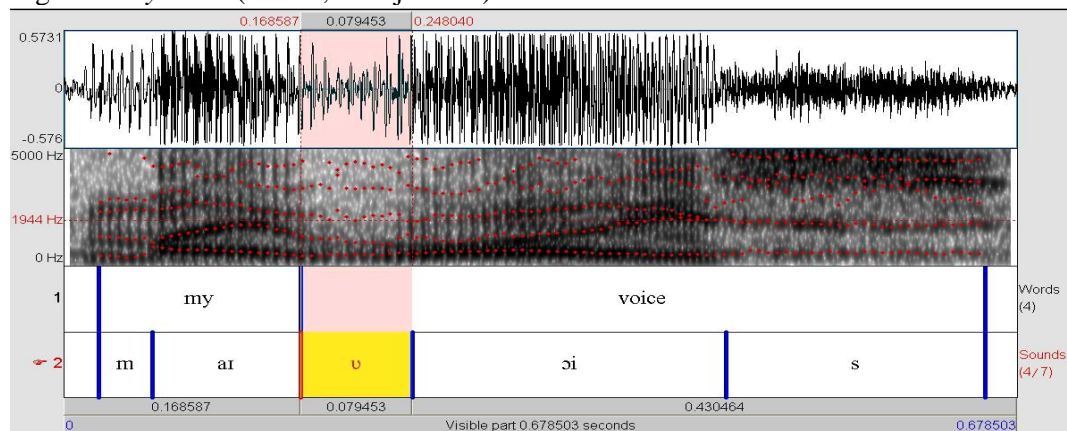 0.168587 0.079453 0.248040
0.5731
0
-0.576
5000 Hz
1944 Hz
0 Hz
1 my voice Words
(4)
☞ 2 m aɪ ʋ ɔi s Sounds
(4/7)
0.168587 0.079453 0.430464
0 Visible part 0.678503 seconds 0.678503